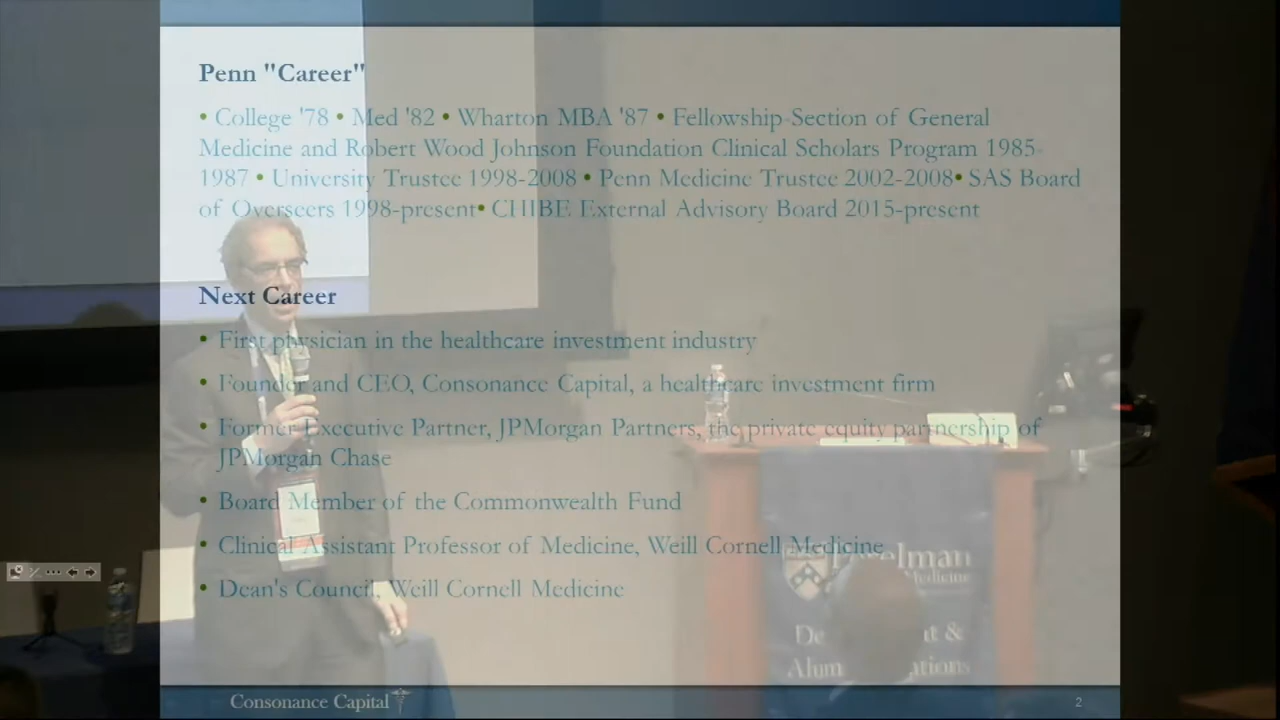 Penn "Career"
• College '78 • Med '82 • Wharton MBA '87 • Fellowship-Section of General
Medicine and Robert Wood Johnson Foundation Clinical Scholars Program 1985-
1987 • University Trustee 1998-2008 • Penn Medicine Trustee 2002-2008• SAS Board
of Overseers 1998-present• CHIBE External Advisory Board 2015-present
Next Career
• First physician in the healthcare investment industry
• Founder and CEO, Consonance Capital, a healthcare investment firm
• Former Executive Partner, JPMorgan Partners, the private equity partnership of
JPMorgan Chase
• Board Member of the Commonwealth Fund
• Clinical Assistant Professor of Medicine, Weill Cornell Medicine
• Dean's Council, Weill Cornell Medicine
Medicine
&
Consonance Capital
2